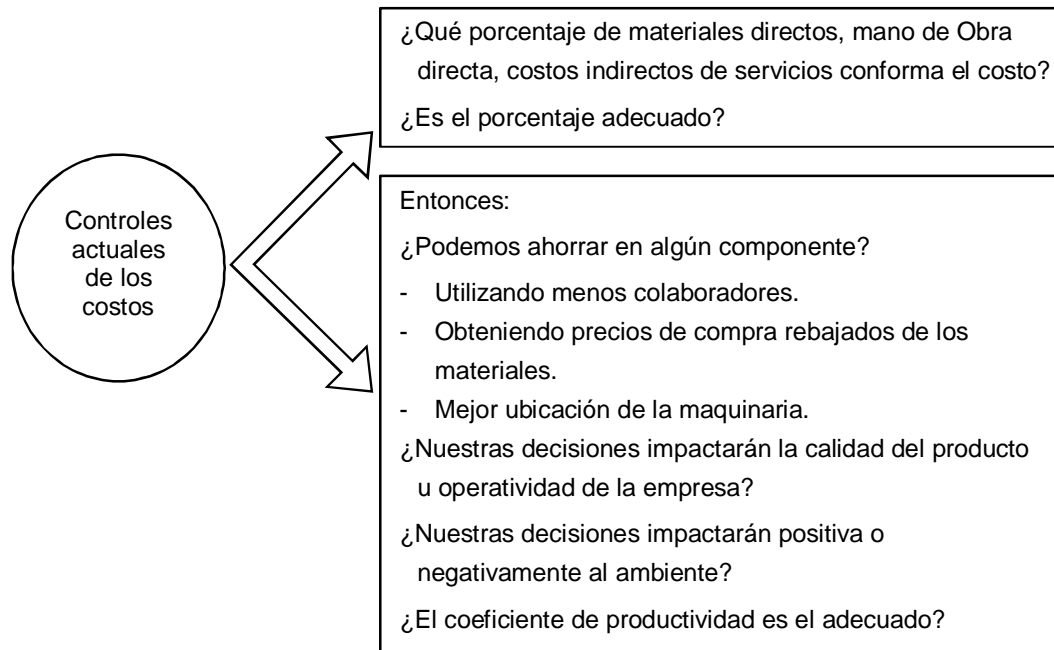 ¿Qué porcentaje de materiales directos, mano de Obra
directa, costos indirectos de servicios conforma el costo?
¿Es el porcentaje adecuado?
Controles
actuales
de los
costos
Entonces:
¿Podemos ahorrar en algún componente?
- Utilizando menos colaboradores.
- Obteniendo precios de compra rebajados de los
materiales.
- Mejor ubicación de la maquinaria.
¿Nuestras decisiones impactarán la calidad del producto
u operatividad de la empresa?
¿Nuestras decisiones impactarán positiva o
negativamente al ambiente?
¿El coeficiente de productividad es el adecuado?